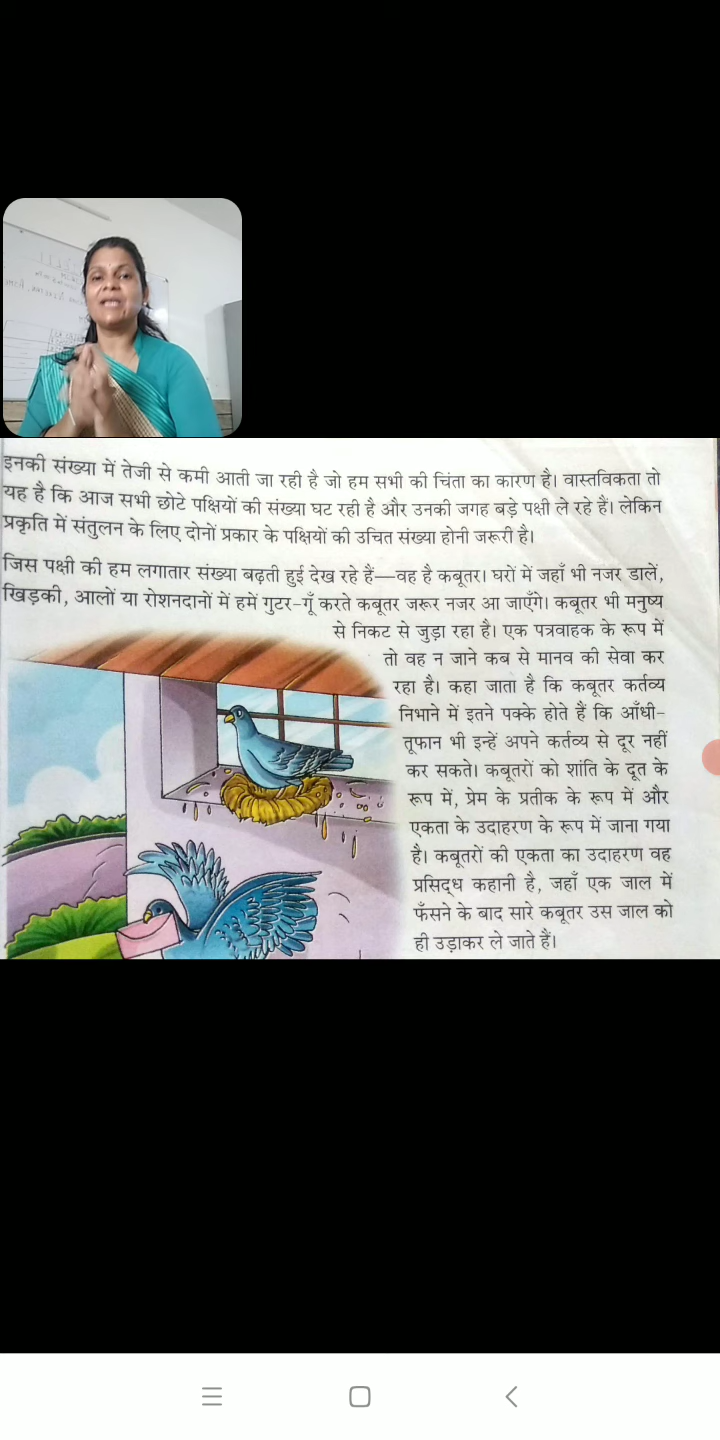 इनकी संख्या में तेजी से कमी आती जा रही है जो हम सभी की चिंता का कारण है। वास्तविकता तो
यह है कि आज सभी छोटे पक्षियों की संख्या घट रही है और उनकी जगह बड़े पक्षी ले रहे हैं। लेकिन
प्रकृति में संतुलन के लिए दोनों प्रकार के पक्षियों की उचित संख्या होनी जरूरी है।
जिस पक्षी की हम लगातार संख्या बढ़ती हुई देख रहे हैं—वह है कबूतर। घरों में जहाँ भी नजर डालें,
खिड़की, आलों या रोशनदानों में हमें गुटर-गूँ करते कबूतर जरूर नजर आ जाएँगे। कबूतर भी मनुष्य
से निकट से जुड़ा रहा है। एक पत्रवाहक के रूप में
तो वह न जाने कब से मानव की सेवा कर
रहा है। कहा जाता है कि कबूतर कर्तव्य
निभाने में इतने पक्के होते हैं कि आँधी-
तूफान भी इन्हें अपने कर्तव्य से दूर नहीं
कर सकते। कबूतरों को शांति के दूत के
रूप में, प्रेम के प्रतीक के रूप में और
एकता के उदाहरण के रूप में जाना गया
है। कबूतरों की एकता का उदाहरण वह
प्रसिद्ध कहानी है, जहाँ एक जाल में
फँसने के बाद सारे कबूतर उस जाल को
ही उड़ाकर ले जाते हैं।